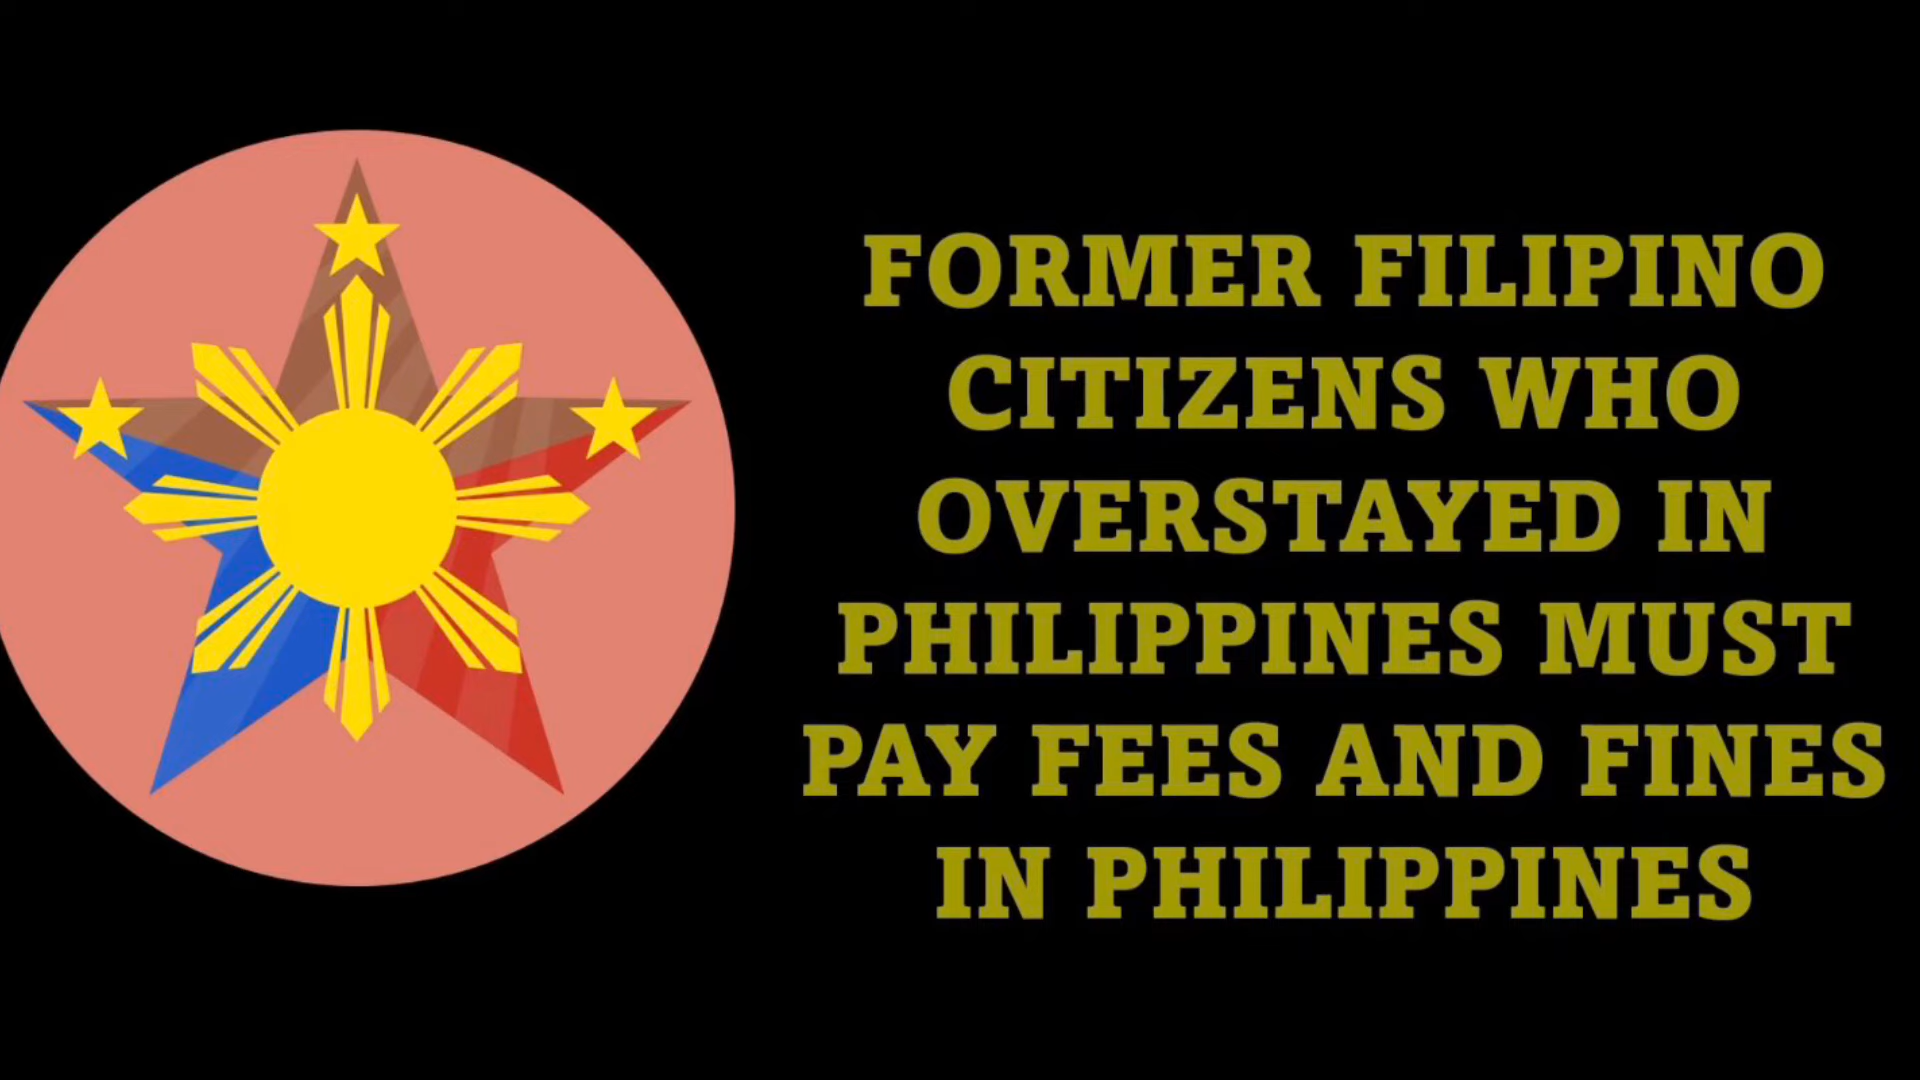 FORMER FILIPINO
CITIZENS WHO
OVERSTAYED IN
PHILIPPINES MUST
PAY FEES AND FINES
IN PHILIPPINES